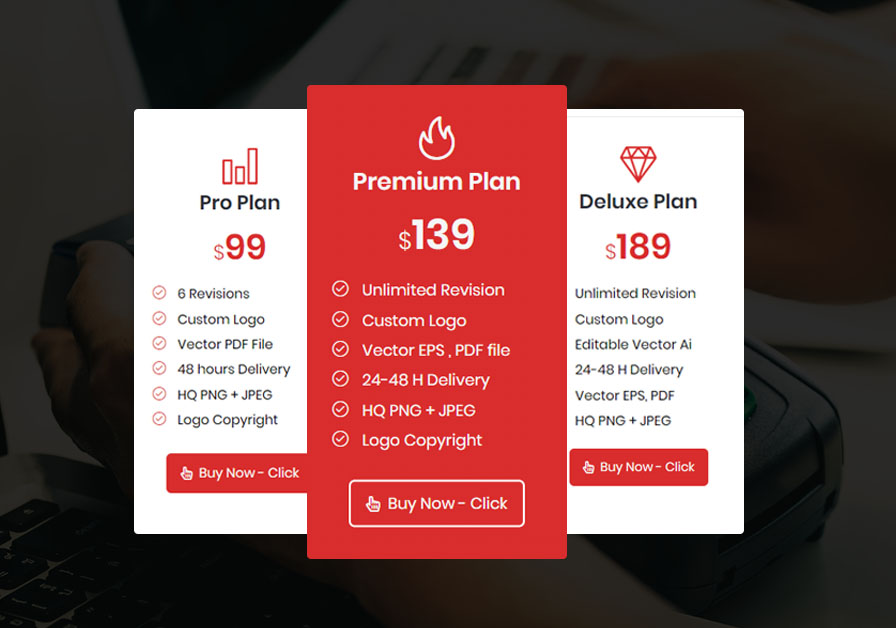 Pro Plan
$99
6 Revisions
Custom Logo
Vector PDF File
48 hours Delivery
HQ PNG + JPEG
Logo Copyright
Buy Now - Click
Premium Plan
$139
Unlimited Revision
Custom Logo
Vector EPS , PDF file
24-48 H Delivery
HQ PNG + JPEG
Logo Copyright
Buy Now - Click
Deluxe Plan
$189
Unlimited Revision
Custom Logo
Editable Vector Ai
24-48 H Delivery
Vector EPS, PDF
HQ PNG + JPEG
Buy Now - Click